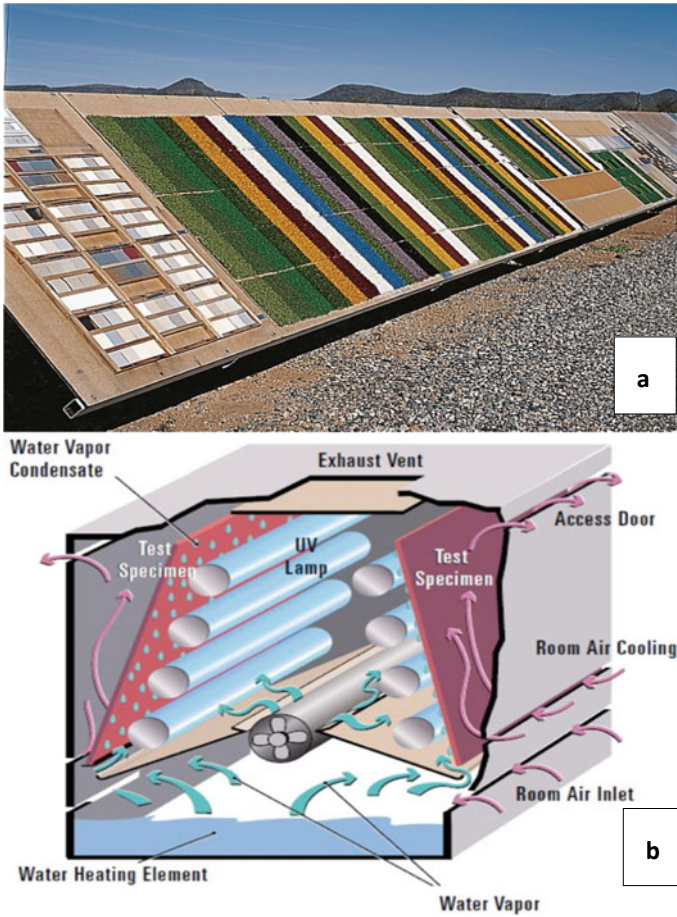 a
Water Vapor
Condensate
Exhaust Vent
Access Door
Test
Specimen
UV
Lamp
Test
Specimen
Room Air Cooling
Room Air Inlet
b
Water Heating Element
Water Vapor